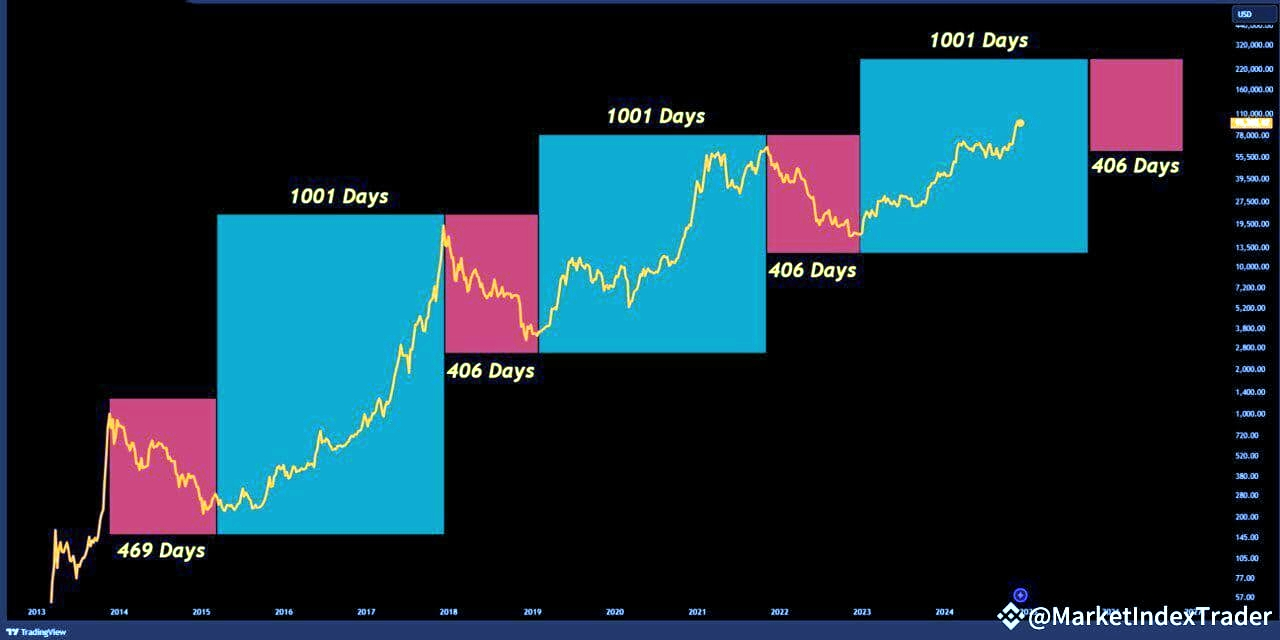 USD
1001 Days
320,000.00
220,000.00
160,000.00
1001 Days
110,000.00
78,000.00
406 Days
55,500.00
39,500.00
1001 Days
27,500.00
19,500.00
13,500.00
406 Days
10,000.00
7,200.00
5,200.00
3,800.00
2,800.00
406 Days
2,000.00
1,400.00
1,000.00
720.00
520.00
380.00
280.00
200.00
145.00
469 Days
105.00
77.00
57.00
2013 2014 2015 2016 2017 2018 2019 2020 2021 2022 2023 2024
@MarketIndexTrader
TradingView